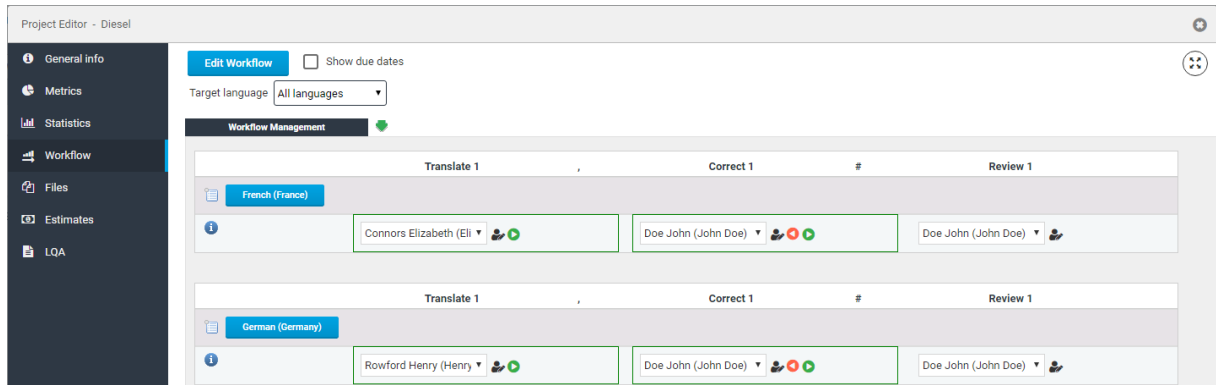 Project Editor - Diesel
General info
Metrics
Statistics
Workflow
Files
Estimates
LQA
Edit Workflow Show due dates
Target language All languages
Workflow Management
Translate 1 , Correct 1 # Review 1
French (France)
Connors Elizabeth (Eli Doe John (John Doe) Doe John (John Doe)
Translate 1 , Correct 1 # Review 1
German (Germany)
Rowford Henry (Henry Doe John (John Doe) Doe John (John Doe)